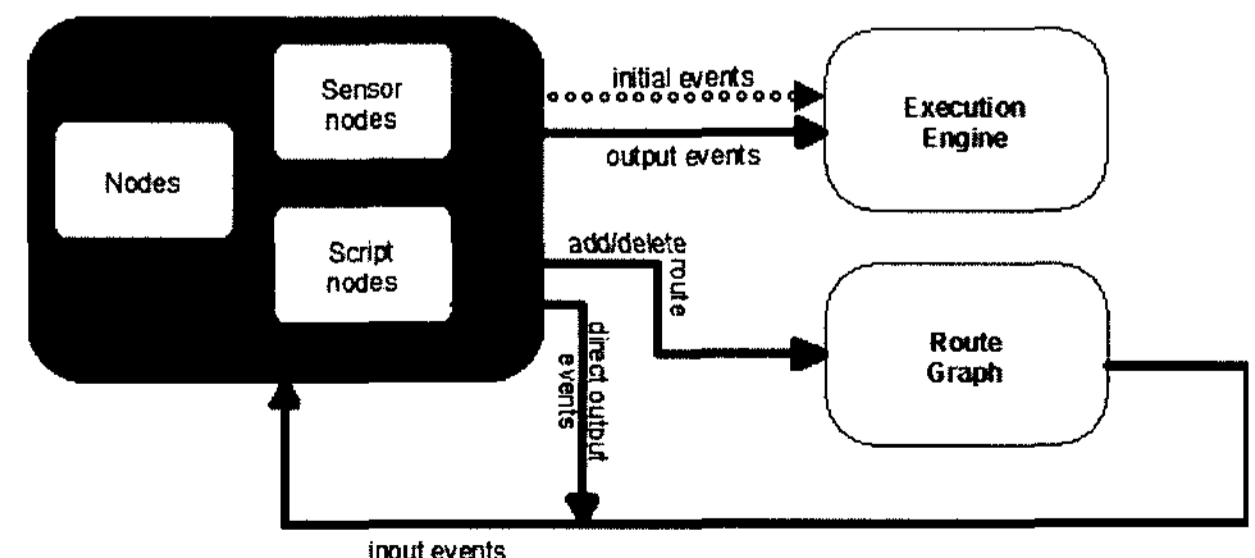 Sensor
nodes
Nodes
Script
nodes
initial events
output events
Execution
Engine
add/delete
route
direct output
events
Route
Graph
input events